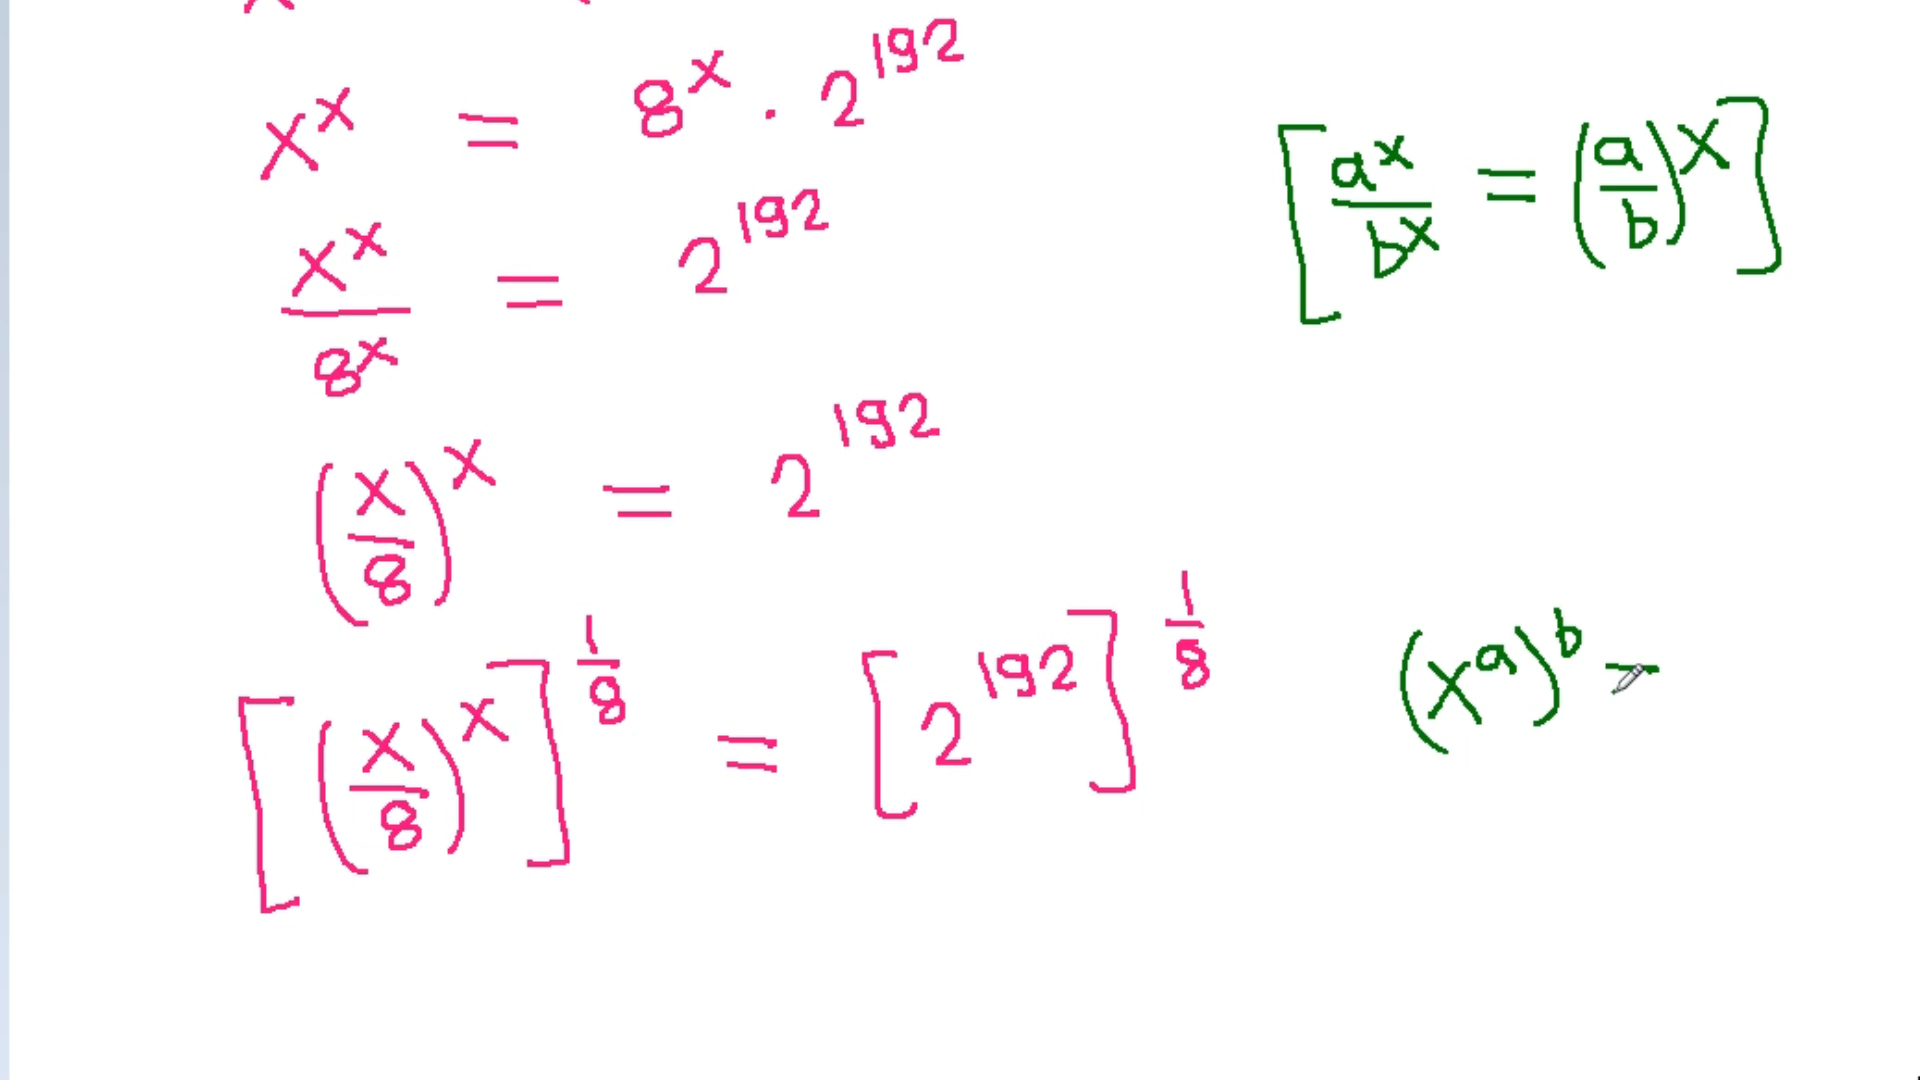 x^x = 8^x · 2^192
[a^x/b^x = (a/b)^x]
x^x/8^x = 2^192
(x/8)^x = 2^192
[(x/8)^x]^1/8 = [2^192]^1/8
(x^a)^b =